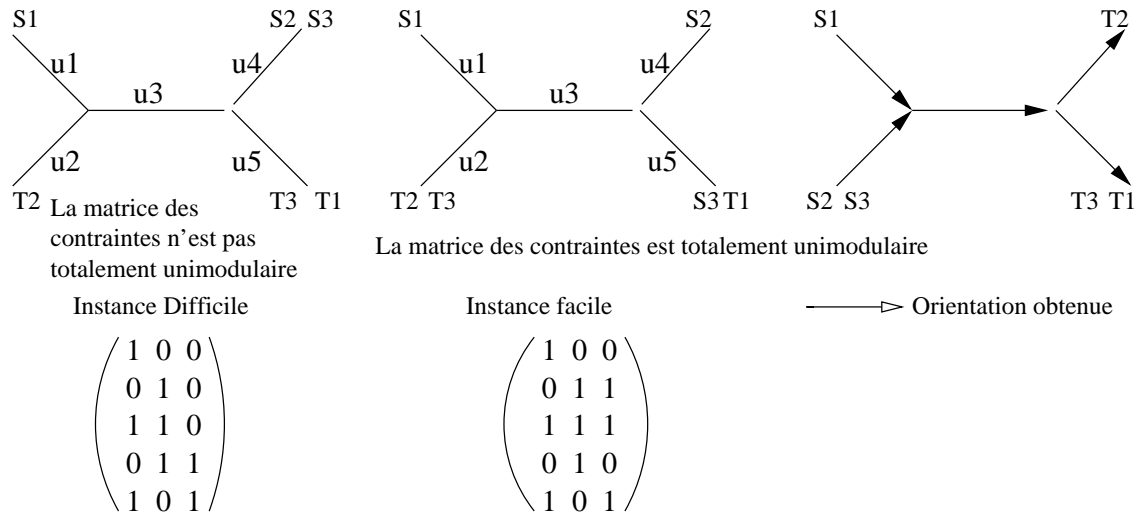 S1
S2 S3
u1
u4
u3
u2
u5
T2
T3 T1
La matrice des
contraintes n'est pas
totalement unimodulaire
S1
S2
u1
u4
u3
u2
u5
T2 T3
S3 T1
S1
T2
S2 S3
T3 T1
La matrice des contraintes est totalement unimodulaire
Instance Difficile
Instance facile
Orientation obtenue
1 0 0
0 1 0
1 1 0
0 1 1
1 0 1
1 0 0
0 1 1
1 1 1
0 1 0
1 0 1